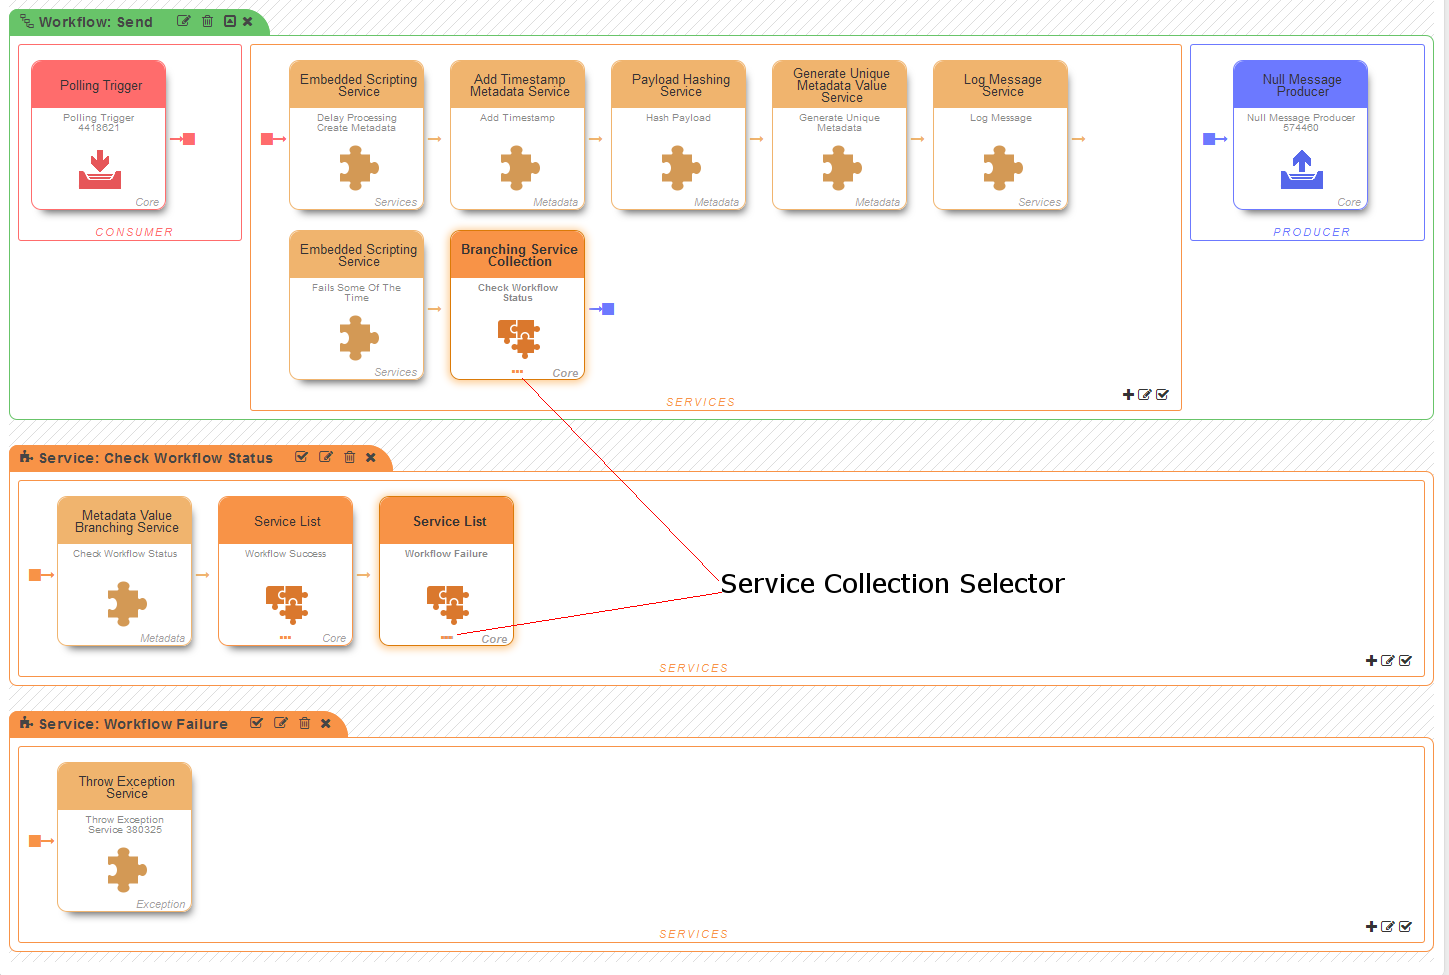 Workflow: Send
Polling Trigger
Polling Trigger
4418621
Core
CONSUMER
Embedded Scripting
Service
Delay Processing
Create Metadata
Services
Add Timestamp
Metadata Service
Add Timestamp
Metadata
Payload Hashing
Service
Hash Payload
Metadata
Generate Unique
Metadata Value
Service
Generate Unique
Metadata
Metadata
Log Message
Service
Log Message
Services
Embedded Scripting
Service
Fails Some Of The
Time
Services
Branching Service
Collection
Check Workflow
Status
Core
SERVICES
Null Message
Producer
Null Message Producer
574460
Core
PRODUCER
Service: Check Workflow Status
Metadata Value
Branching Service
Check Workflow Status
Metadata
Service List
Workflow Success
Core
Service List
Workflow Failure
Core
Service Collection Selector
SERVICES
Service: Workflow Failure
Throw Exception
Service
Throw Exception
Service 380325
Exception
SERVICES